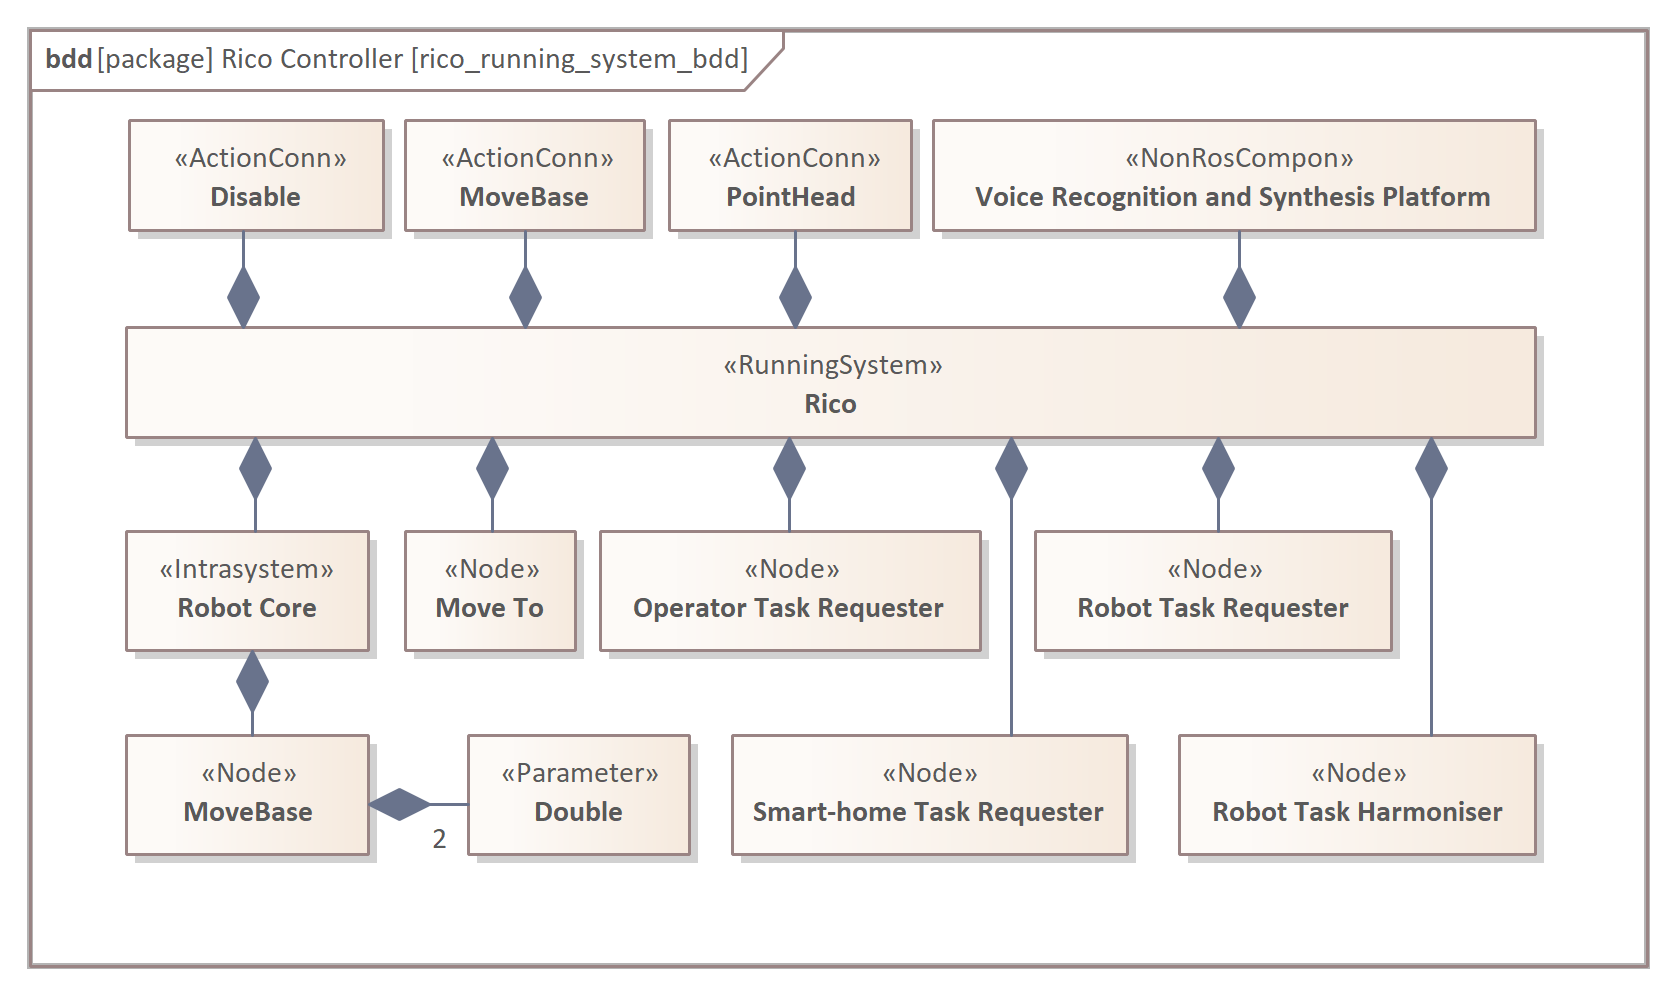 bdd [package] Rico Controller [rico_running_system_bdd]
«ActionConn»
Disable
«ActionConn»
MoveBase
«ActionConn»
PointHead
«NonRosCompon»
Voice Recognition and Synthesis Platform
«RunningSystem»
Rico
«Intrasystem»
Robot Core
«Node»
Move To
«Node»
Operator Task Requester
«Node»
Robot Task Requester
«Node»
MoveBase
2
«Parameter»
Double
«Node»
Smart-home Task Requester
«Node»
Robot Task Harmoniser